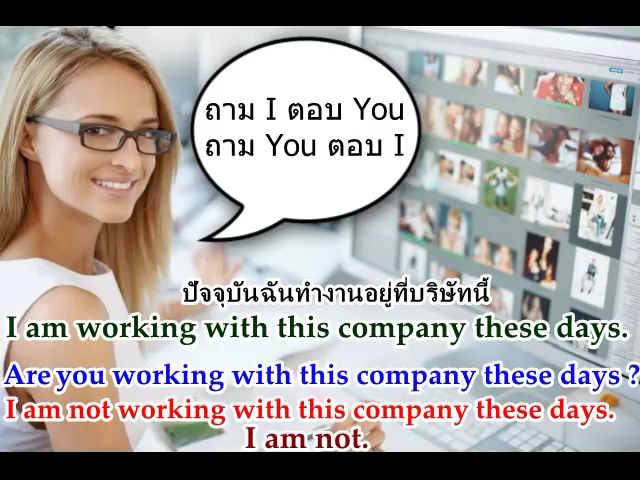 ถาม I ตอบ You
ถาม You ตอบ I
ปัจจุบันฉันทำงานอยู่ที่บริษัทนี้
I am working with this company these days.
Are you working with this company these days ?
I am not working with this company these days.
I am not.